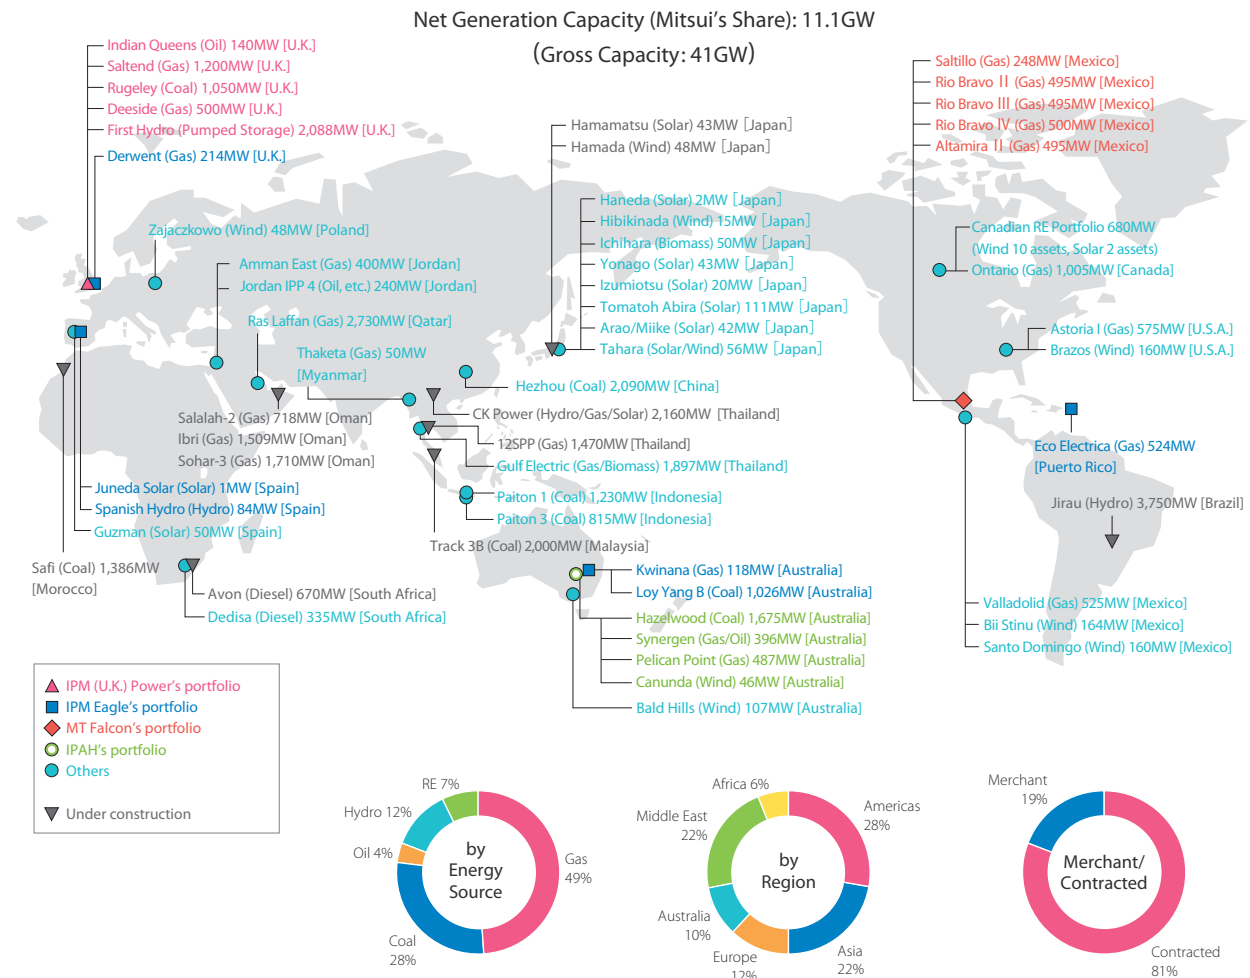 Net Generation Capacity (Mitsui's Share): 11.1GW
(Gross Capacity: 41GW)
Indian Queens (Oil) 140MW [U.K.]
Saltend (Gas) 1,200MW [U.K.]
Rugeley (Coal) 1,050MW [U.K.]
Deeside (Gas) 500MW [U.K.]
First Hydro (Pumped Storage) 2,088MW [U.K.]
Derwent (Gas) 214MW [U.K.]
Zajaczkowo (Wind) 48MW [Poland]
Amman East (Gas) 400MW [Jordan]
Jordan IPP 4 (Oil, etc.) 240MW [Jordan]
Ras Laffan (Gas) 2,730MW [Qatar]
Thaketa (Gas) 50MW
[Myanmar]
Salalah-2 (Gas) 718MW [Oman]
Ibri (Gas) 1,509MW [Oman]
Sohar-3 (Gas) 1,710MW [Oman]
Juneda Solar (Solar) 1MW [Spain]
Spanish Hydro (Hydro) 84MW [Spain]
Guzman (Solar) 50MW [Spain]
Safi (Coal) 1,386MW
[Morocco]
Avon (Diesel) 670MW [South Africa]
Dedisa (Diesel) 335MW [South Africa]
Hamamatsu (Solar) 43MW [Japan]
Hamada (Wind) 48MW [Japan]
Haneda (Solar) 2MW [Japan]
Hibikinada (Wind) 15MW [Japan]
Ichihara (Biomass) 50MW [Japan]
Yonago (Solar) 43MW [Japan]
Izumiotsu (Solar) 20MW [Japan]
Tomatoh Abira (Solar) 111MW [Japan]
Arao/Miike (Solar) 42MW [Japan]
Tahara (Solar/Wind) 56MW [Japan]
Hezhou (Coal) 2,090MW [China]
CK Power (Hydro/Gas/Solar) 2,160MW [Thailand]
12SPP (Gas) 1,470MW [Thailand]
Gulf Electric (Gas/Biomass) 1,897MW [Thailand]
Paiton 1 (Coal) 1,230MW [Indonesia]
Paiton 3 (Coal) 815MW [Indonesia]
Track 3B (Coal) 2,000MW [Malaysia]
Kwinana (Gas) 118MW [Australia]
Loy Yang B (Coal) 1,026MW [Australia]
Hazelwood (Coal) 1,675MW [Australia]
Synergen (Gas/Oil) 396MW [Australia]
Pelican Point (Gas) 487MW [Australia]
Canunda (Wind) 46MW [Australia]
Bald Hills (Wind) 107MW [Australia]
Saltillo (Gas) 248MW [Mexico]
Rio Bravo II (Gas) 495MW [Mexico]
Rio Bravo III (Gas) 495MW [Mexico]
Rio Bravo IV (Gas) 500MW [Mexico]
Altamira II (Gas) 495MW [Mexico]
Canadian RE Portfolio 680MW
(Wind 10 assets, Solar 2 assets)
Ontario (Gas) 1,005MW [Canada]
Astoria I (Gas) 575MW [U.S.A.]
Brazos (Wind) 160MW [U.S.A.]
Eco Electrica (Gas) 524MW
[Puerto Rico]
Jirau (Hydro) 3,750MW [Brazil]
Valladolid (Gas) 525MW [Mexico]
Bii Stinu (Wind) 164MW [Mexico]
Santo Domingo (Wind) 160MW [Mexico]
IPM (U.K.) Power's portfolio
IPM Eagle's portfolio
MT Falcon's portfolio
IPAH's portfolio
Others
Under construction
by
Energy
Source
RE 7%
Hydro 12%
Oil 4%
Coal
28%
Gas
49%
by
Region
Africa 6%
Middle East
22%
Australia
10%
Europe
12%
Asia
22%
Americas
28%
Merchant/
Contracted
Merchant
19%
Contracted
81%